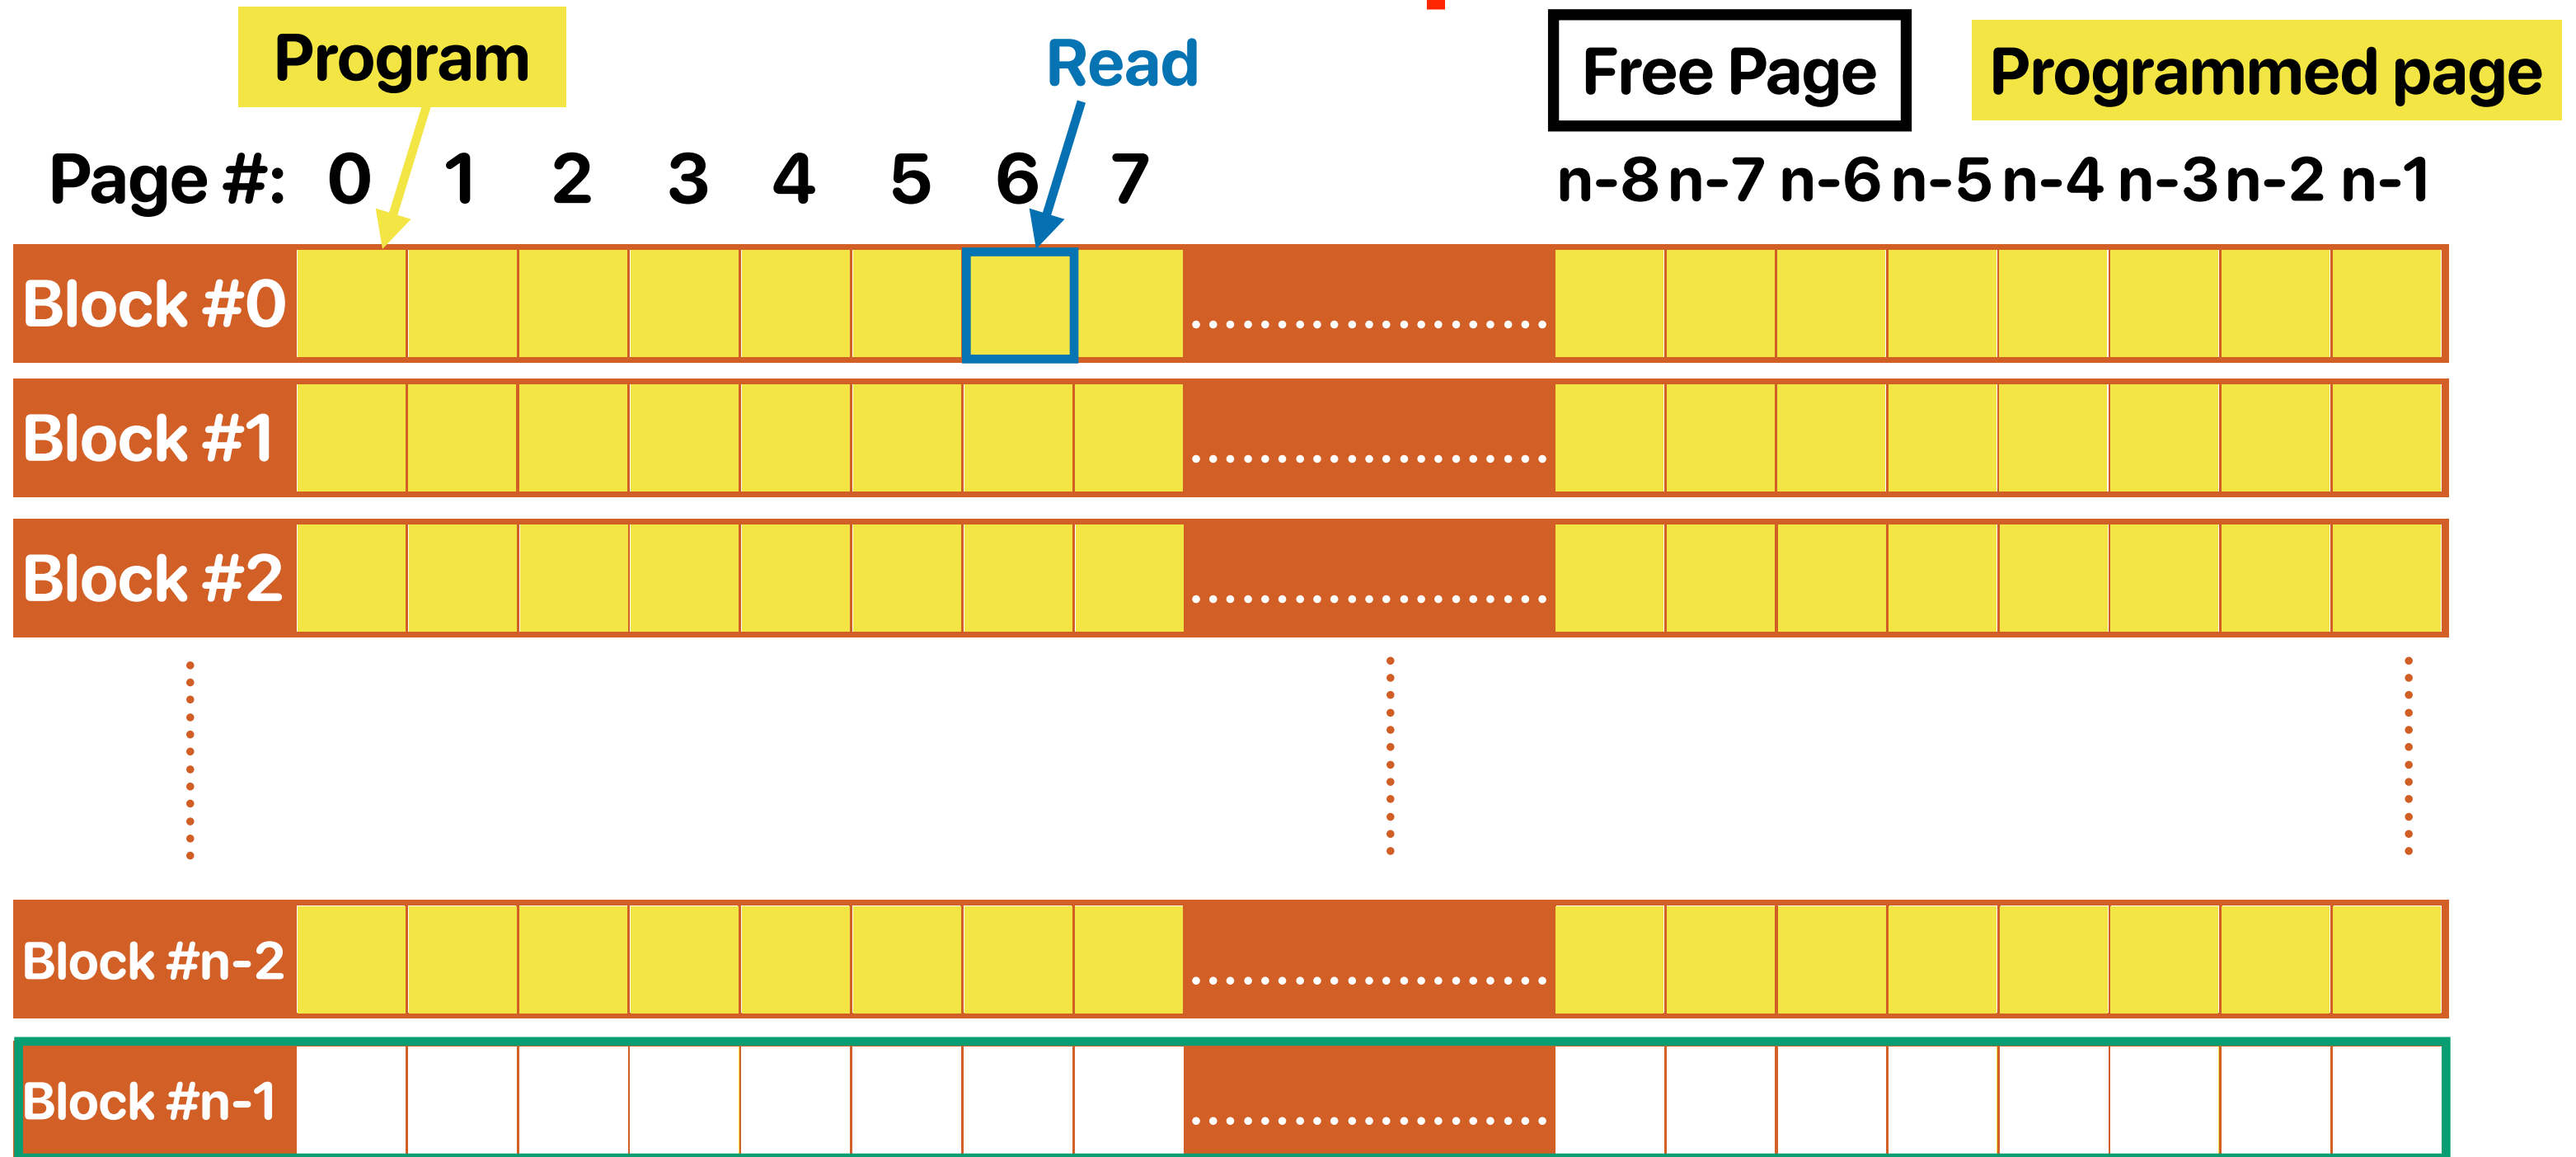 Program
Read
Free Page
Programmed page
Page #: 0 1 2 3 4 5 6 7 n-8 n-7 n-6 n-5 n-4 n-3 n-2 n-1
Block #0
Block #1
Block #2
Block #n-2
Block #n-1